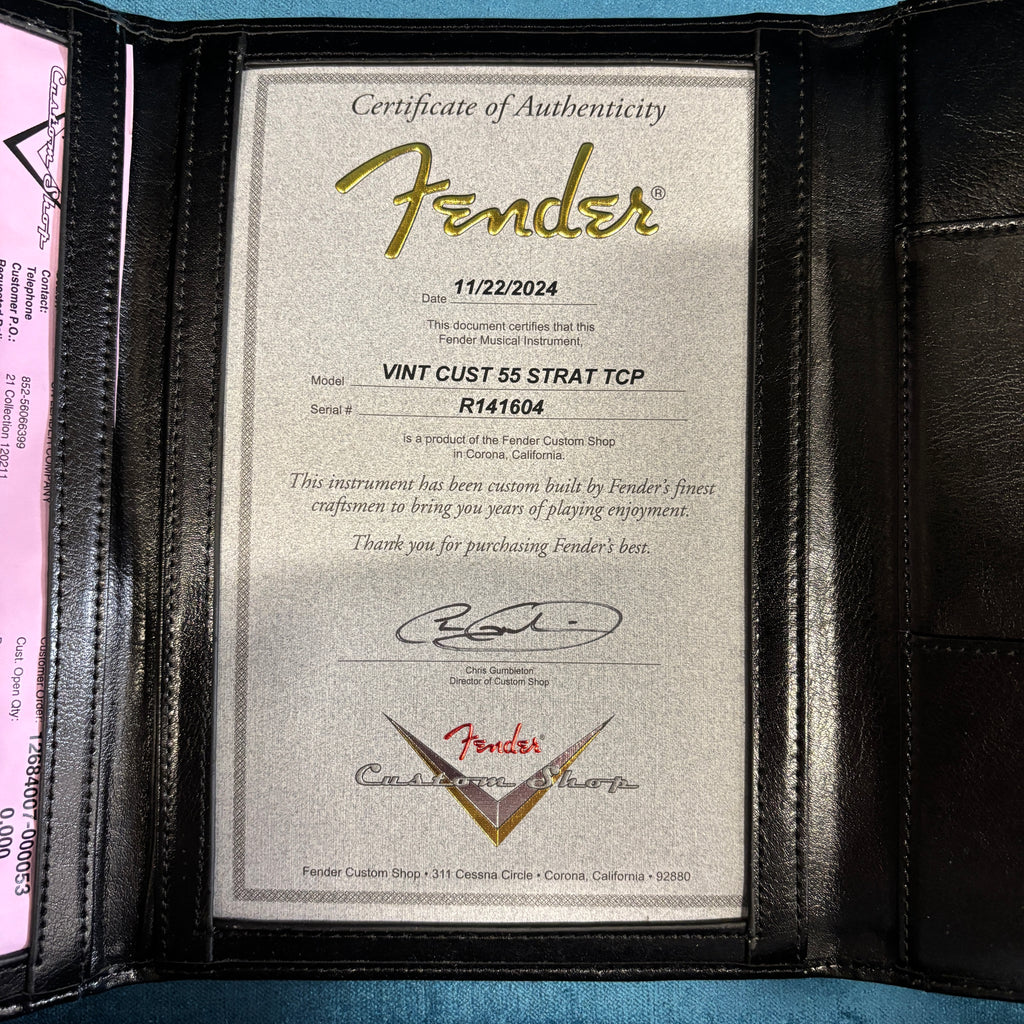 Custom Shop
Contact:
Telephone
Customer P.O.:
852-56066399
21 Collection 120211
COMPANY
Customer Order:
Cust. Open Qty:
12684007-000053
0.000
Certificate of Authenticity
Fender®
Date 11/22/2024
This document certifies that this
Fender Musical Instrument,
Model VINT CUST 55 STRAT TCP
Serial # R141604
is a product of the Fender Custom Shop
in Corona, California.
This instrument has been custom built by Fender's finest
craftsmen to bring you years of playing enjoyment.
Thank you for purchasing Fender's best.
Chris Gumbleton
Director of Custom Shop
Fender®
Custom Shop
Fender Custom Shop • 311 Cessna Circle • Corona, California • 92880